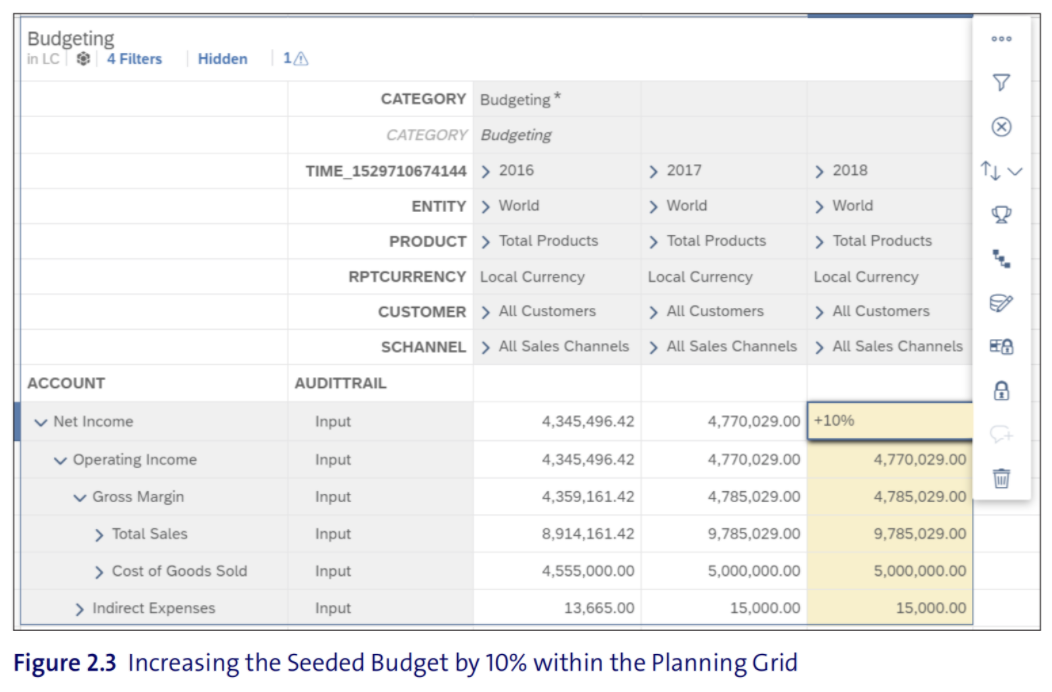 Budgeting
in LC 4 Filters Hidden 1
CATEGORY Budgeting *
CATEGORY Budgeting
TIME_1529710674144 2016 2017 2018
ENTITY World World World
PRODUCT Total Products Total Products Total Products
RPTCURRENCY Local Currency Local Currency Local Currency
CUSTOMER All Customers All Customers All Customers
SCHANNEL All Sales Channels All Sales Channels All Sales Channels
ACCOUNT AUDITTRAIL
Net Income Input 4,345,496.42 4,770,029.00 +10%
Operating Income Input 4,345,496.42 4,770,029.00 4,770,029.00
Gross Margin Input 4,359,161.42 4,785,029.00 4,785,029.00
Total Sales Input 8,914,161.42 9,785,029.00 9,785,029.00
Cost of Goods Sold Input 4,555,000.00 5,000,000.00 5,000,000.00
Indirect Expenses Input 13,665.00 15,000.00 15,000.00
Figure 2.3 Increasing the Seeded Budget by 10% within the Planning Grid